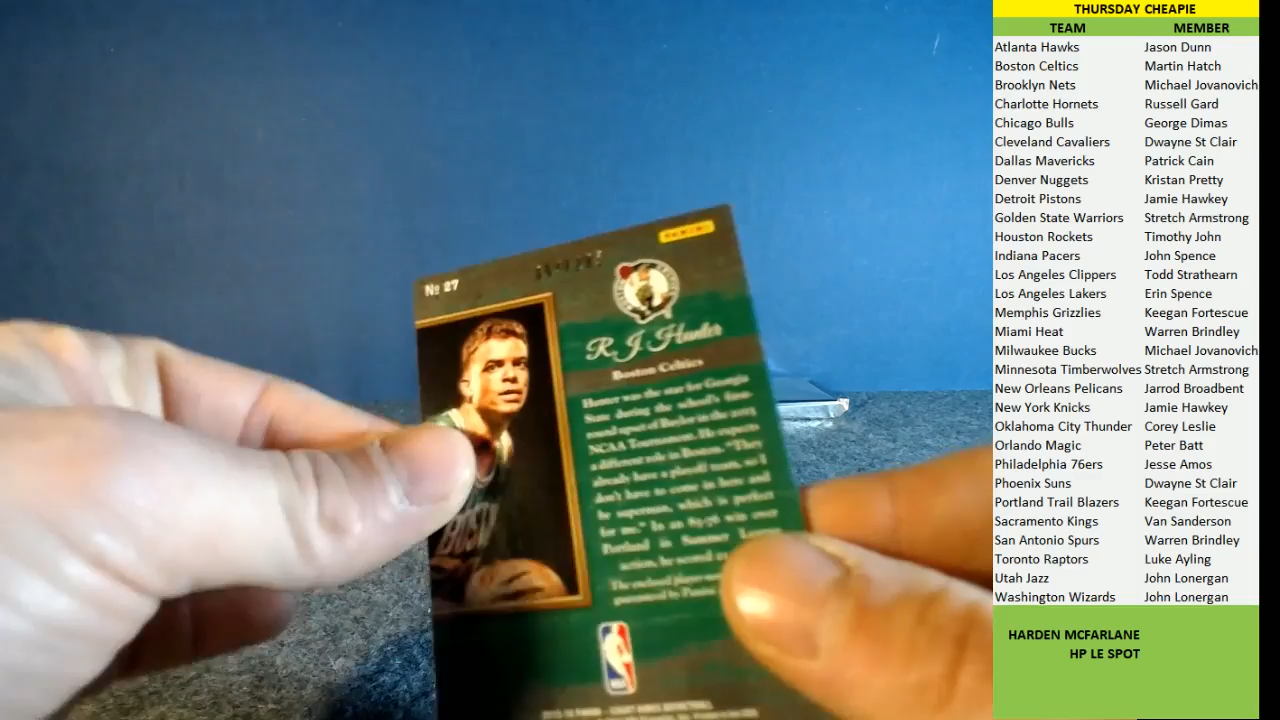 THURSDAY CHEAPIE
TEAM MEMBER
Atlanta Hawks Jason Dunn
Boston Celtics Martin Hatch
Brooklyn Nets Michael Jovanovich
Charlotte Hornets Russell Gard
Chicago Bulls George Dimas
Cleveland Cavaliers Dwayne St Clair
Dallas Mavericks Patrick Cain
Denver Nuggets Kristan Pretty
Detroit Pistons Jamie Hawkey
Golden State Warriors Stretch Armstrong
Houston Rockets Timothy John
Indiana Pacers John Spence
Los Angeles Clippers Todd Strathearn
Los Angeles Lakers Erin Spence
Memphis Grizzlies Keegan Fortescue
Miami Heat Warren Brindley
Milwaukee Bucks Michael Jovanovich
Minnesota Timberwolves Stretch Armstrong
New Orleans Pelicans Jarrod Broadbent
New York Knicks Jamie Hawkey
Oklahoma City Thunder Corey Leslie
Orlando Magic Peter Batt
Philadelphia 76ers Jesse Amos
Phoenix Suns Dwayne St Clair
Portland Trail Blazers Keegan Fortescue
Sacramento Kings Van Sanderson
San Antonio Spurs Warren Brindley
Toronto Raptors Luke Ayling
Utah Jazz John Lonergan
Washington Wizards John Lonergan
HARDEN MCFARLANE
HP LE SPOT
PANINI
No 27
R.J. Hunter
Boston Celtics
Hunter was the star for Georgia
State during the school's first-
round upset of Baylor in the 2015
NCAA Tournament. He expects
a different role in Boston. "They
already have a playoff team, so I
don't have to come in here and
be superman, which is perfect
for me." In an win over
Portland in Summer League
action, he scored
The enclosed player
guaranteed by Panini